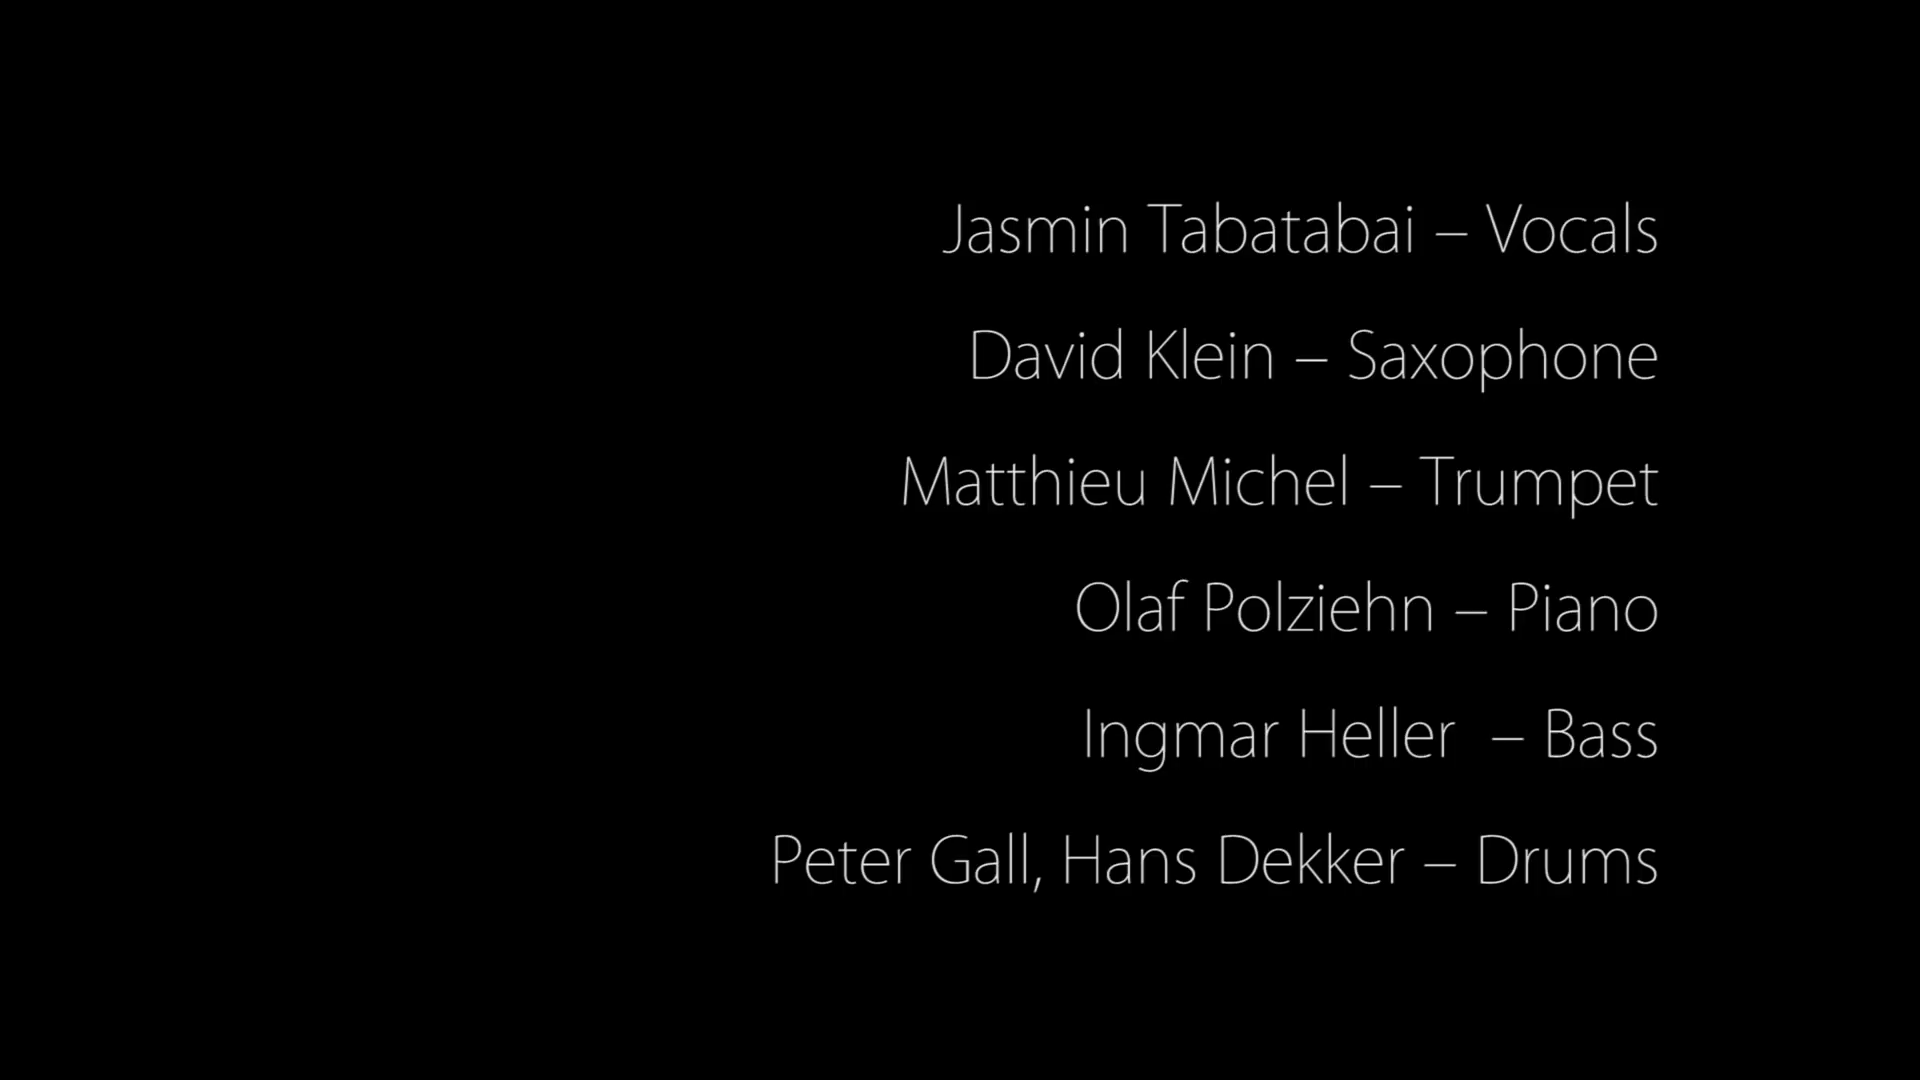 Jasmin Tabatabai – Vocals
David Klein – Saxophone
Matthieu Michel – Trumpet
Olaf Polziehn – Piano
Ingmar Heller – Bass
Peter Gall, Hans Dekker – Drums